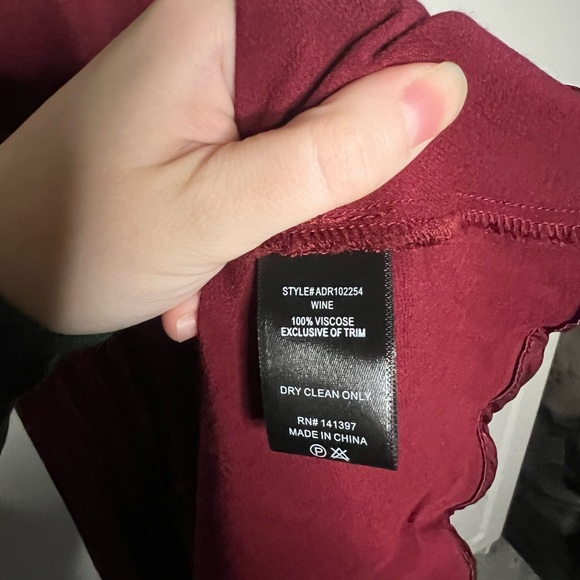 STYLE#ADR102254
WINE
100% VISCOSE
EXCLUSIVE OF TRIM
DRY CLEAN ONLY
RN# 141397
MADE IN CHINA
P